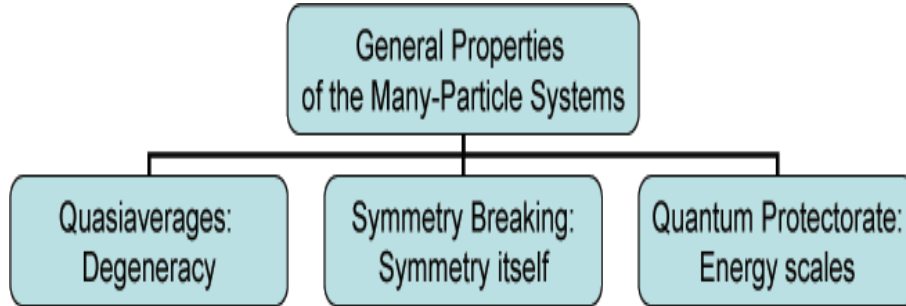 General Properties
of the Many-Particle Systems
Quasiaverages:
Degeneracy
Symmetry Breaking:
Symmetry itself
Quantum Protectorate:
Energy scales